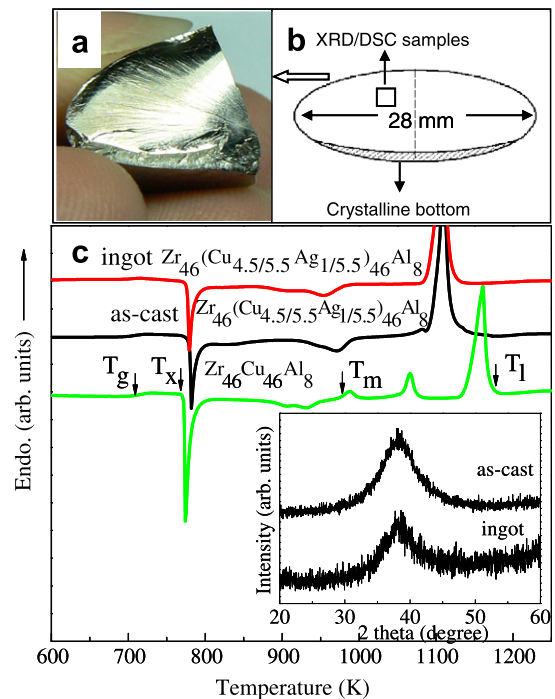 a
b
XRD/DSC samples
28 mm
Crystalline bottom
c
ingot Zr46(Cu4.5/5.5Ag1/5.5)46Al8
as-cast Zr46(Cu4.5/5.5Ag1/5.5)46Al8
Zr46Cu46Al8
Tg
Tx
Tm
Tl
Endo. (arb. units)
Intensity (arb. units)
as-cast
ingot
20 30 40 50 60
2 theta (degree)
600 700 800 900 1000 1100 1200
Temperature (K)